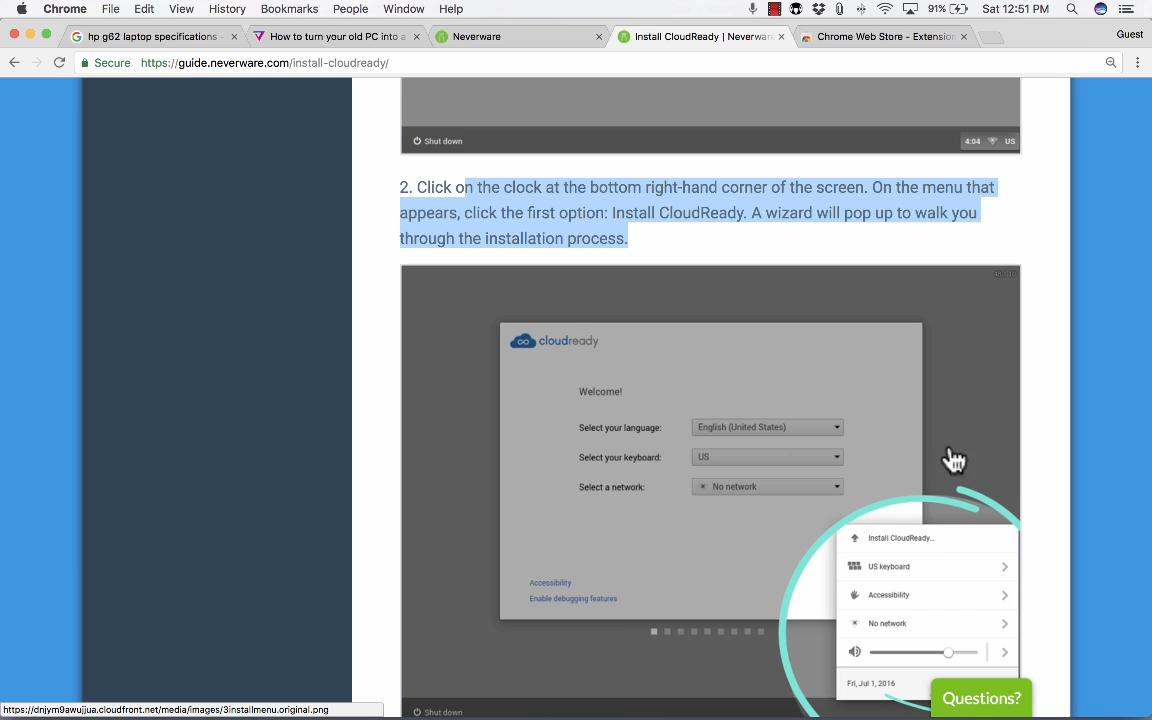 Chrome File Edit View History Bookmarks People Window Help 91% Sat 12:51 PM
hp g62 laptop specifications - How to turn your old PC into a Neverware Install CloudReady | Neverwar Chrome Web Store - Extension Guest
Secure https://guide.neverware.com/install-cloudready/
Shut down 4:04 US
2. Click on the clock at the bottom right-hand corner of the screen. On the menu that
appears, click the first option: Install CloudReady. A wizard will pop up to walk you
through the installation process.
cloudready
Welcome!
Select your language: English (United States)
Select your keyboard: US
Select a network: No network
Install CloudReady...
US keyboard
Accessibility
Accessibility
Enable debugging features
No network
Fri, Jul 1, 2016
Questions?
https://dnjym9awujjua.cloudfront.net/media/images/3installmenu.original.png
Shut down